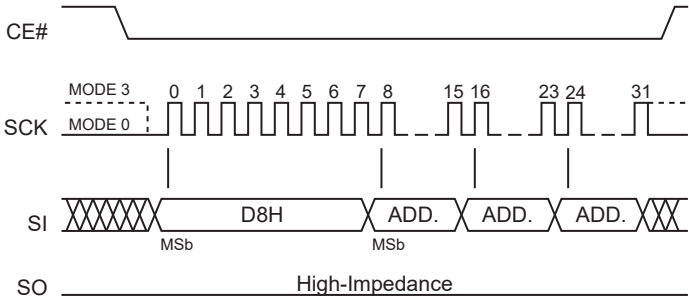 CE#
MODE 3
0 1 2 3 4 5 6 7 8 15 16 23 24 31
SCK
MODE 0
SI
D8H ADD. ADD. ADD.
MSb MSb
SO
High-Impedance